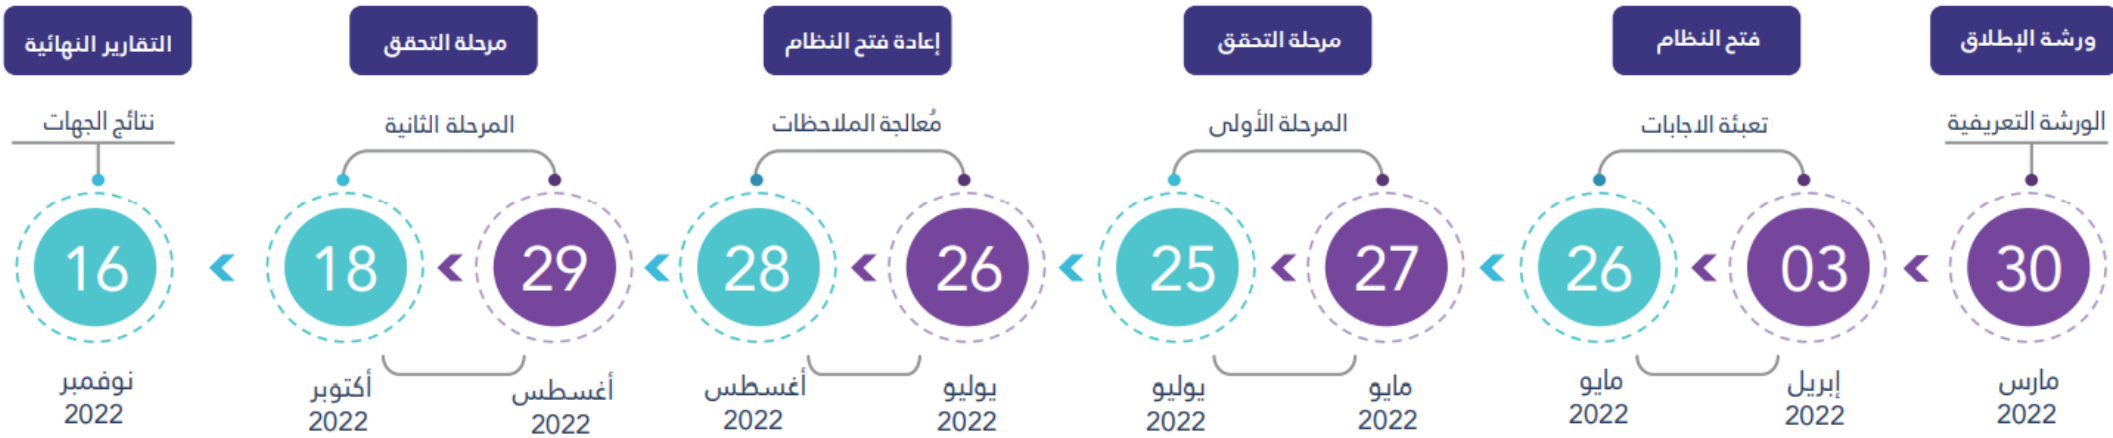 ورشة الإطلاق
الورشة التعريفية
30
مارس
2022
فتح النظام
تعبئة الاجابات
03
إبريل
2022
26
مايو
2022
مرحلة التحقق
المرحلة الأولى
27
مايو
2022
25
يوليو
2022
إعادة فتح النظام
مُعالجة الملاحظات
26
يوليو
2022
28
أغسطس
2022
مرحلة التحقق
المرحلة الثانية
29
أغسطس
2022
18
أكتوبر
2022
التقارير النهائية
نتائج الجهات
16
نوفمبر
2022